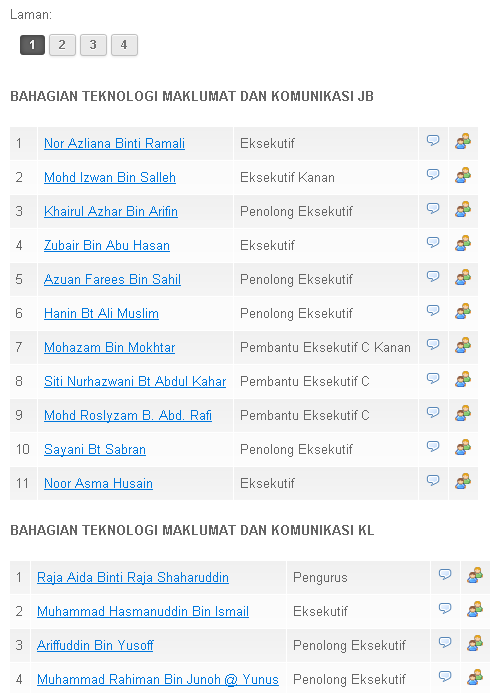 Laman:
1 2 3 4
BAHAGIAN TEKNOLOGI MAKLUMAT DAN KOMUNIKASI JB
1 Nor Azliana Binti Ramali Eksekutif
2 Mohd Izwan Bin Salleh Eksekutif Kanan
3 Khairul Azhar Bin Arifin Penolong Eksekutif
4 Zubair Bin Abu Hasan Eksekutif
5 Azuan Farees Bin Sahil Penolong Eksekutif
6 Hanin Bt Ali Muslim Penolong Eksekutif
7 Mohazam Bin Mokhtar Pembantu Eksekutif C Kanan
8 Siti Nurhazwani Bt Abdul Kahar Pembantu Eksekutif C
9 Mohd Roslyzam B. Abd. Rafi Pembantu Eksekutif C
10 Sayani Bt Sabran Penolong Eksekutif
11 Noor Asma Husain Eksekutif
BAHAGIAN TEKNOLOGI MAKLUMAT DAN KOMUNIKASI KL
1 Raja Aida Binti Raja Shaharuddin Pengurus
2 Muhammad Hasmanuddin Bin Ismail Eksekutif
3 Ariffuddin Bin Yusoff Penolong Eksekutif
4 Muhammad Rahiman Bin Junoh @ Yunus Penolong Eksekutif